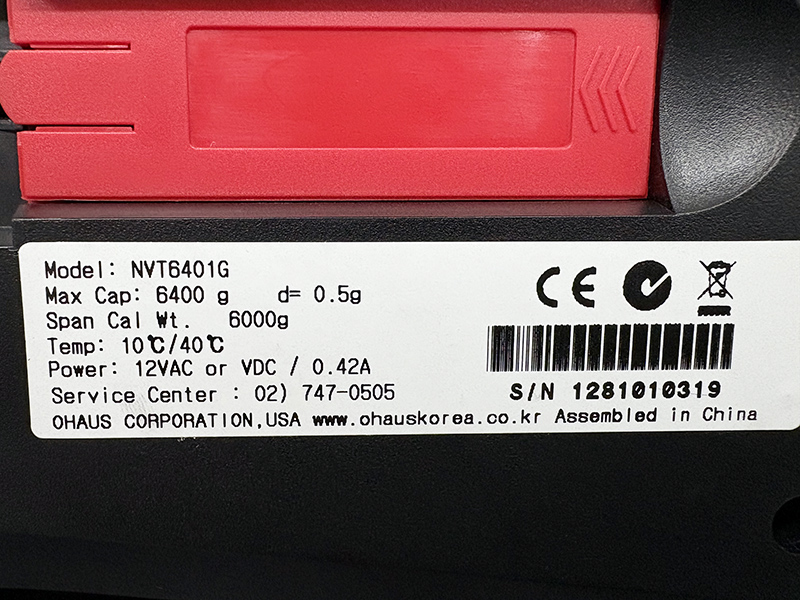 Model: NVT6401G
Max Cap: 6400 g d= 0.5g
Span Cal ₩t. 6000g
Temp: 10℃/40℃
Power: 12VAC or VDC / 0.42A
Service Center : 02) 747-0505
OHAUS CORPORATION,USA www.ohauskorea.co.kr Assembled in China
CE
S/N 1281010319